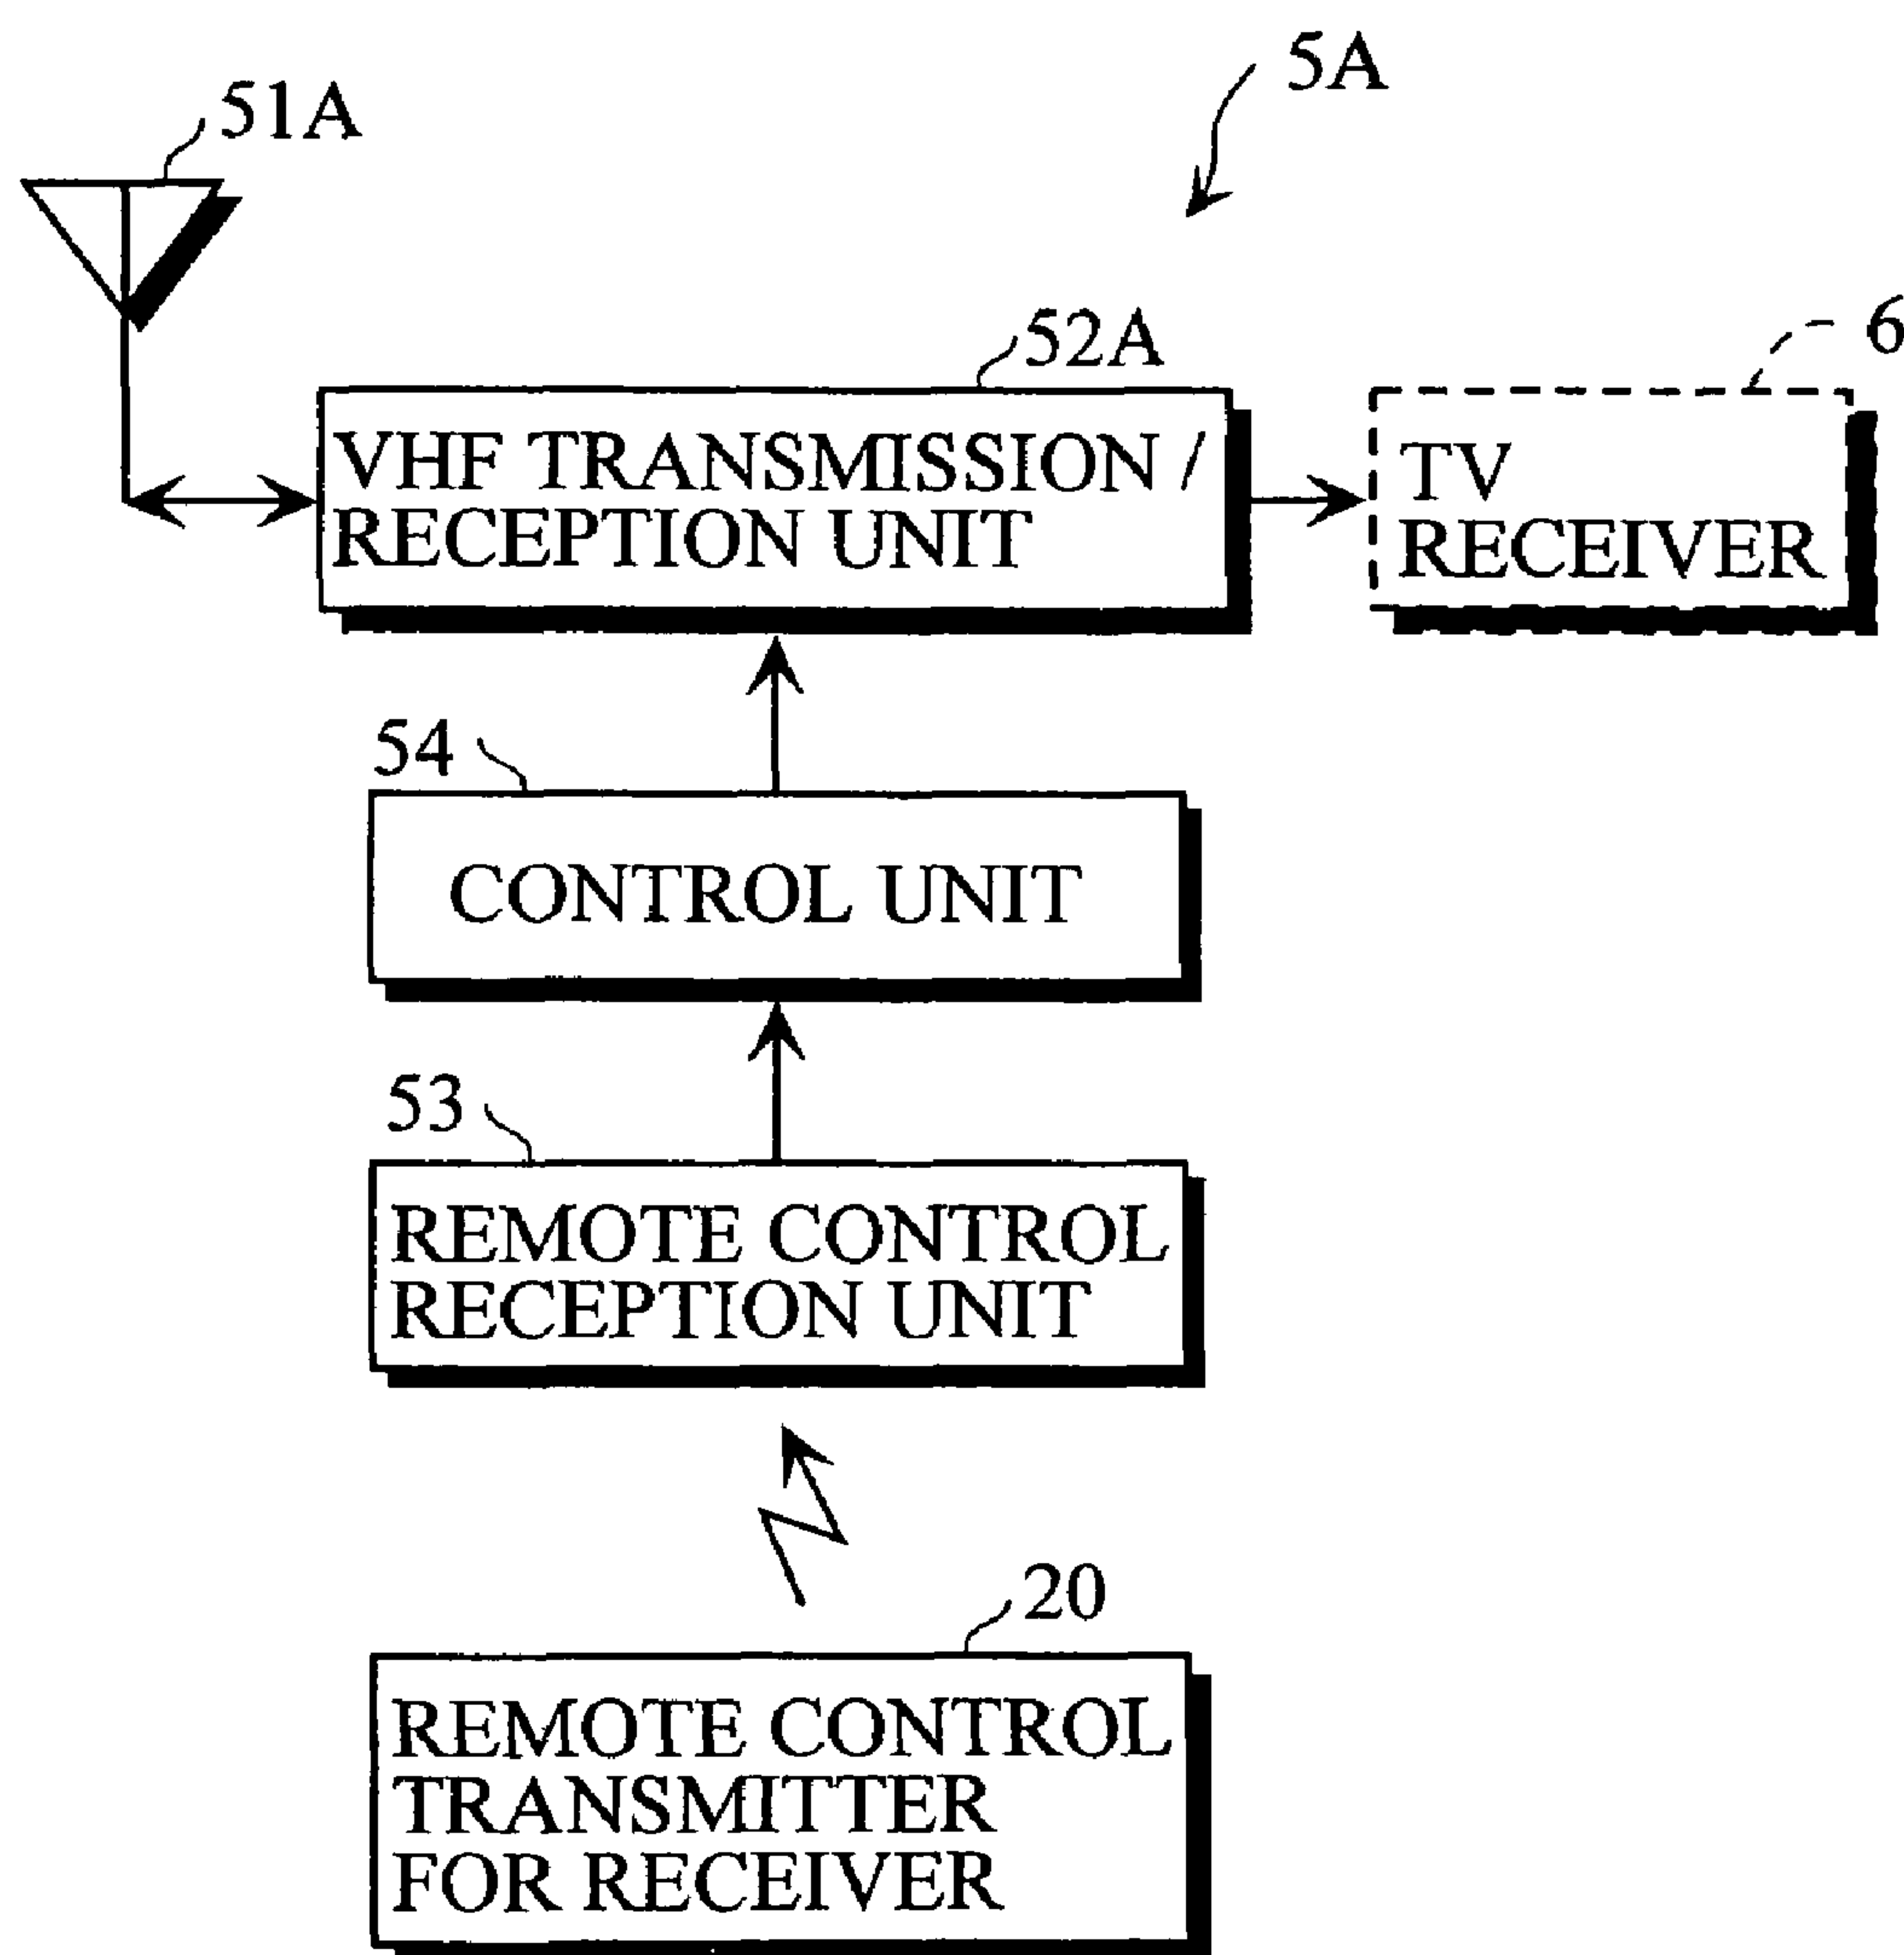 5A
51A
52A
6
VHF TRANSMISSION /
RECEPTION UNIT
TV
RECEIVER
54
CONTROL UNIT
53
REMOTE CONTROL
RECEPTION UNIT
20
REMOTE CONTROL
TRANSMITTER
FOR RECEIVER